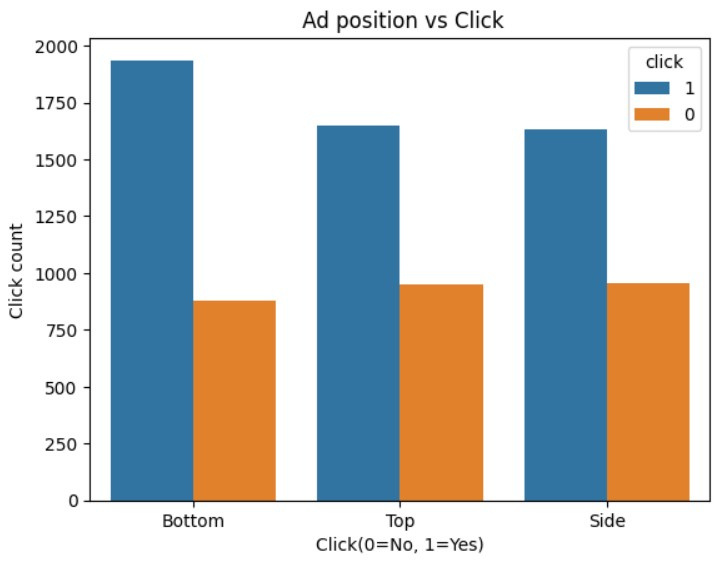 Ad position vs Click
click
1
0
2000
1750
1500
1250
1000
750
500
250
0
Click count
Bottom Top Side
Click(0=No, 1=Yes)